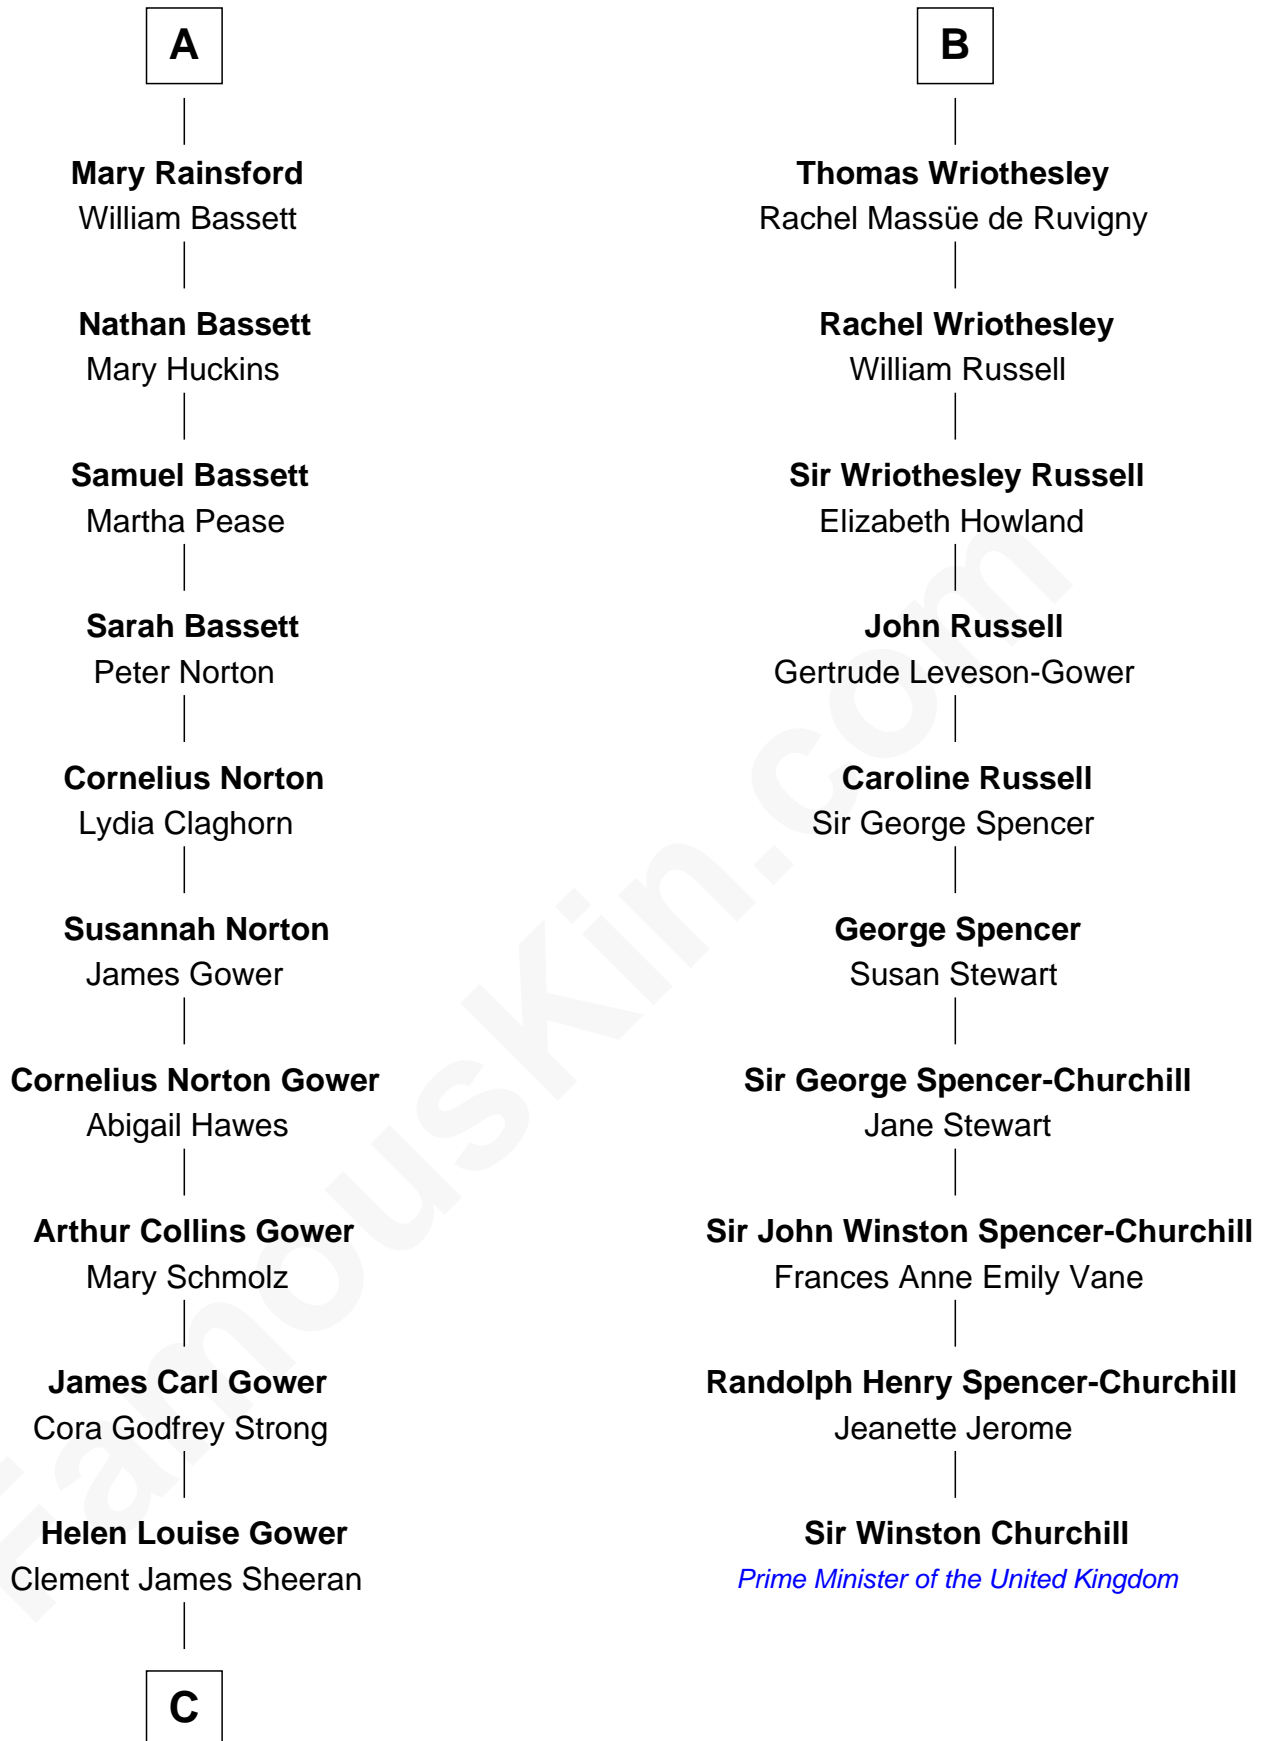 A
Mary Rainsford
William Bassett
Nathan Bassett
Mary Huckins
Samuel Bassett
Martha Pease
Sarah Bassett
Peter Norton
Cornelius Norton
Lydia Claghorn
Susannah Norton
James Gower
Cornelius Norton Gower
Abigail Hawes
Arthur Collins Gower
Mary Schmolz
James Carl Gower
Cora Godfrey Strong
Helen Louise Gower
Clement James Sheeran
C
B
Thomas Wriothesley
Rachel Massüe de Ruvigny
Rachel Wriothesley
William Russell
Sir Wriothesley Russell
Elizabeth Howland
John Russell
Gertrude Leveson-Gower
Caroline Russell
Sir George Spencer
George Spencer
Susan Stewart
Sir George Spencer-Churchill
Jane Stewart
Sir John Winston Spencer-Churchill
Frances Anne Emily Vane
Randolph Henry Spencer-Churchill
Jeanette Jerome
Sir Winston Churchill
Prime Minister of the United Kingdom
FamousKin.com